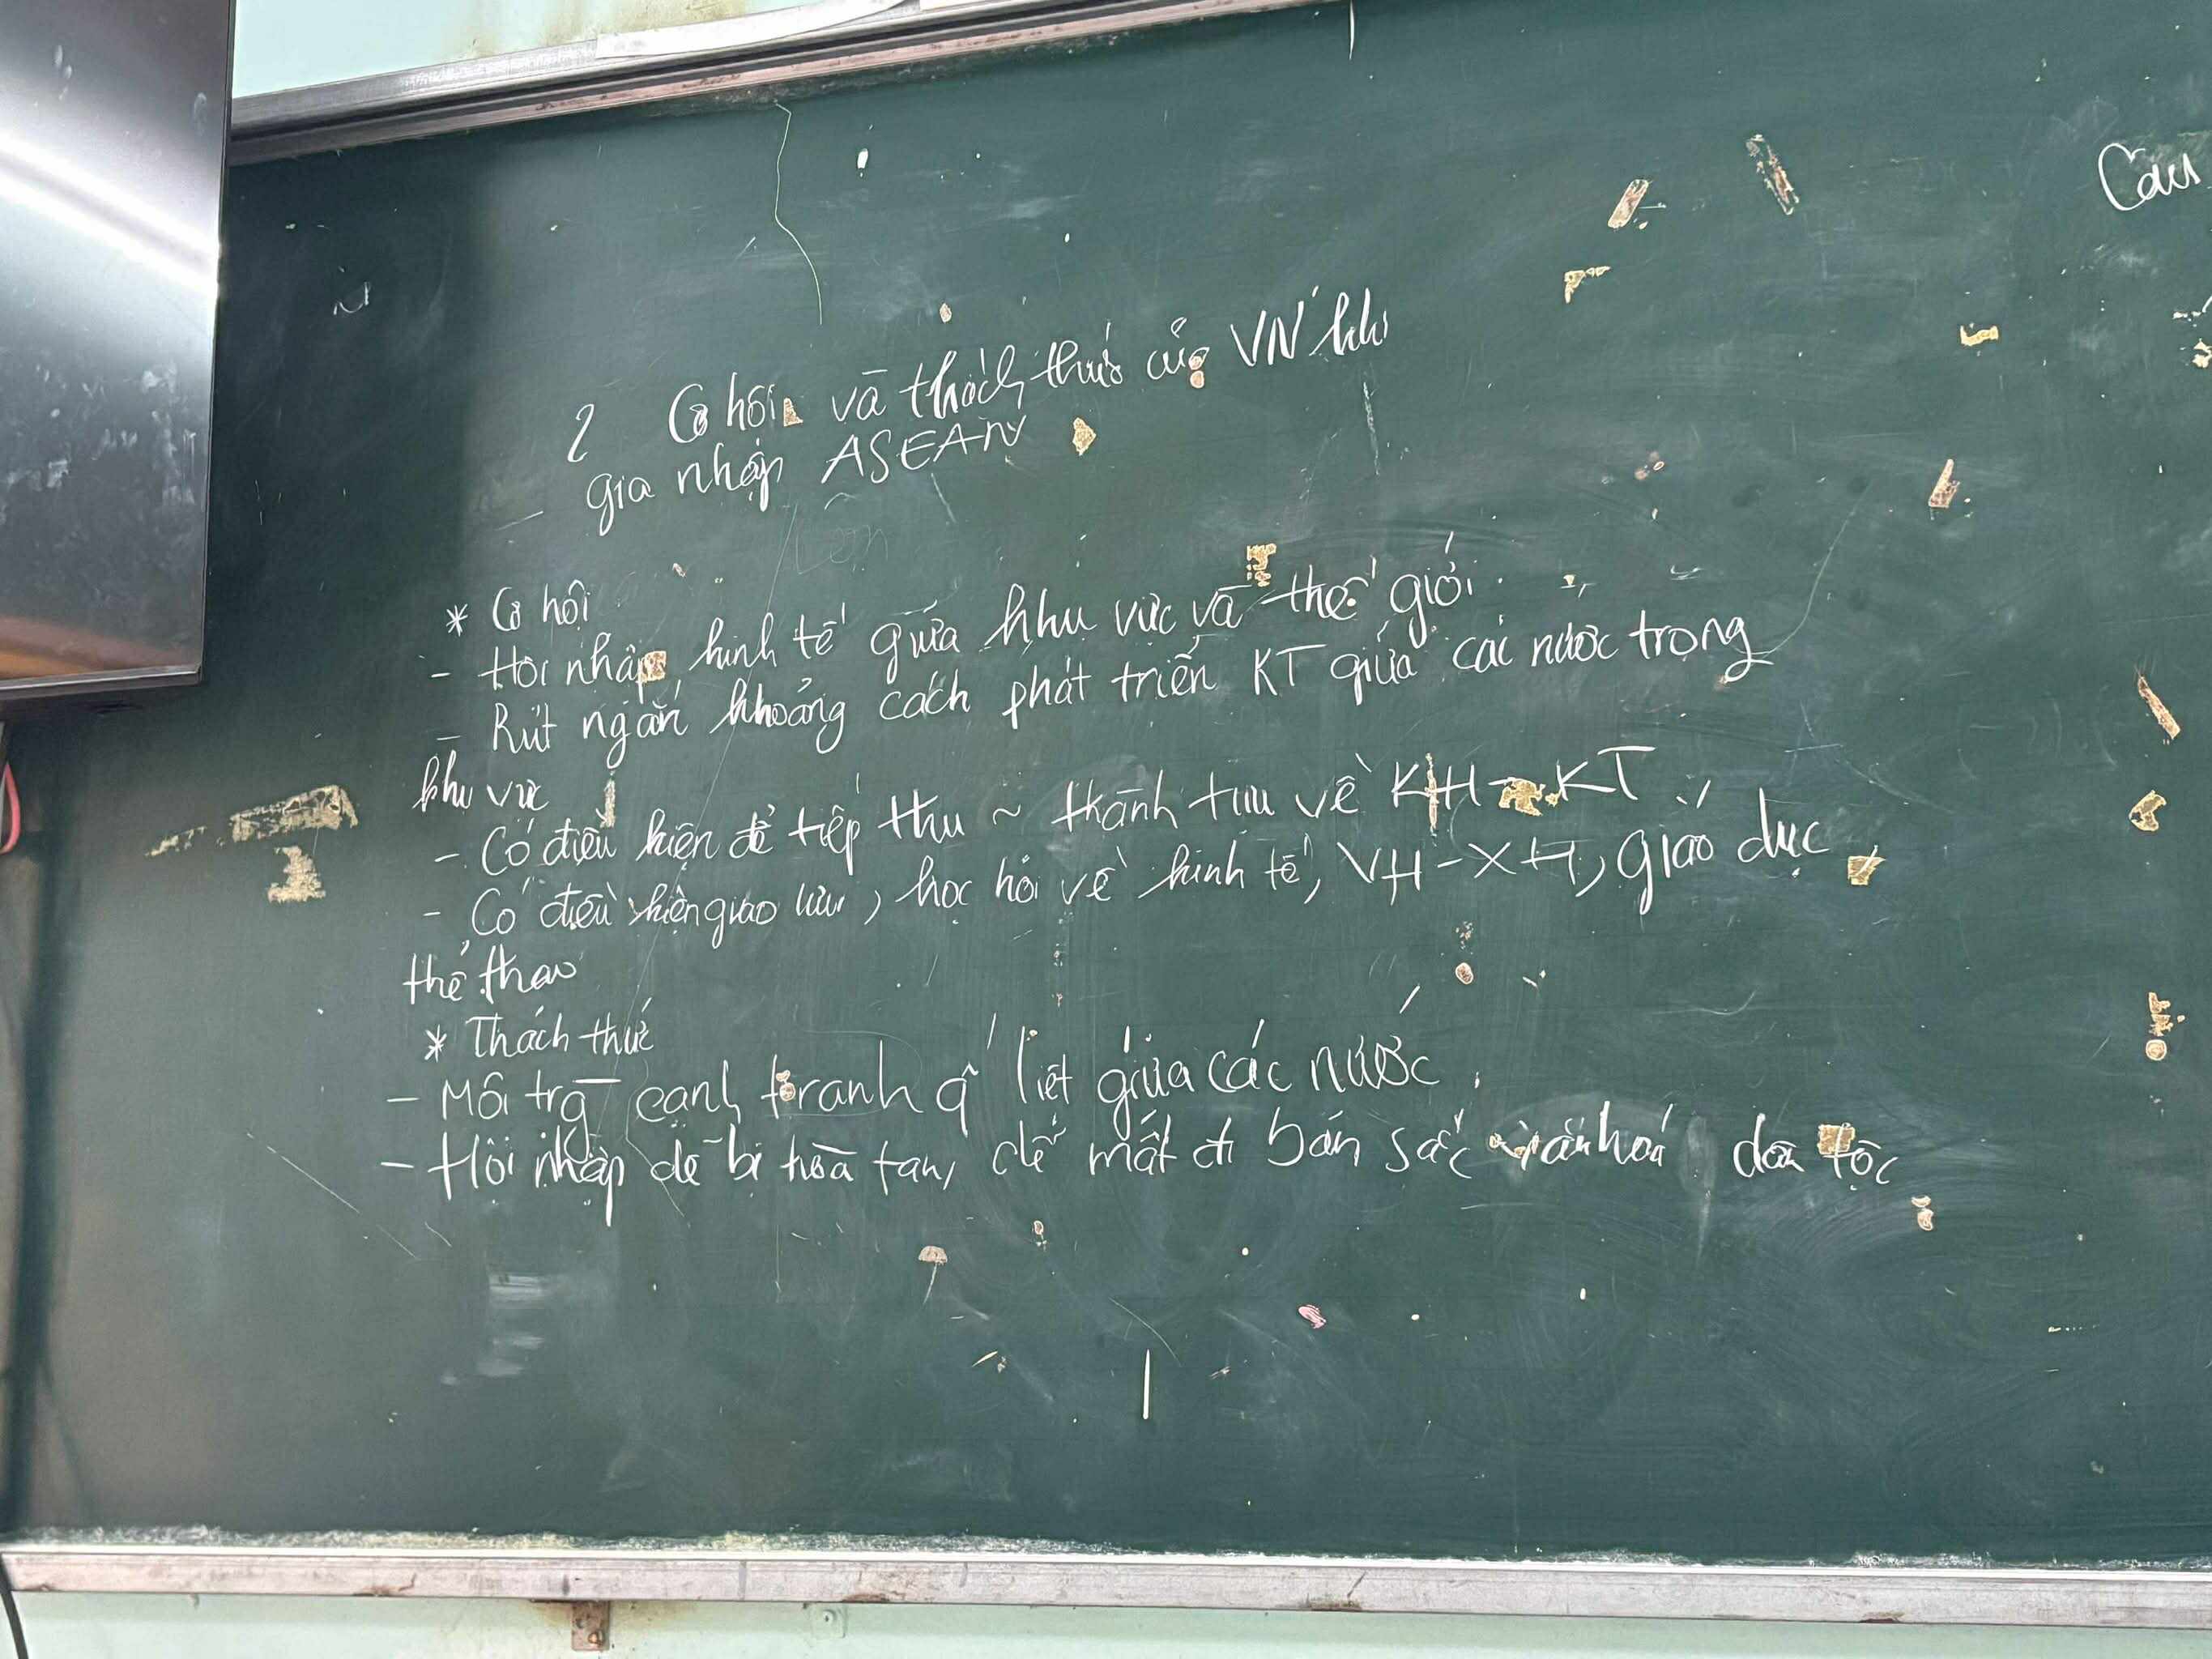 2 Cơ hội và thách thức của VN khi
gia nhập ASEAN
* Cơ hội
- Hội nhập kinh tế giữa khu vực và thế giới.
- Rút ngắn khoảng cách phát triển KT giữa các nước trong
khu vực
- Có điều kiện để tiếp thu ~ thành tựu về KH - KT
- Có điều kiện giao lưu, học hỏi về kinh tế, VH - XH, giáo dục,
thể thao
* Thách thức
- Môi trg̅ cạnh tranh q' liệt giữa các nước.
- Hội nhập dễ bị hoà tan, dễ mất đi bản sắc văn hoá dân tộc
Câu